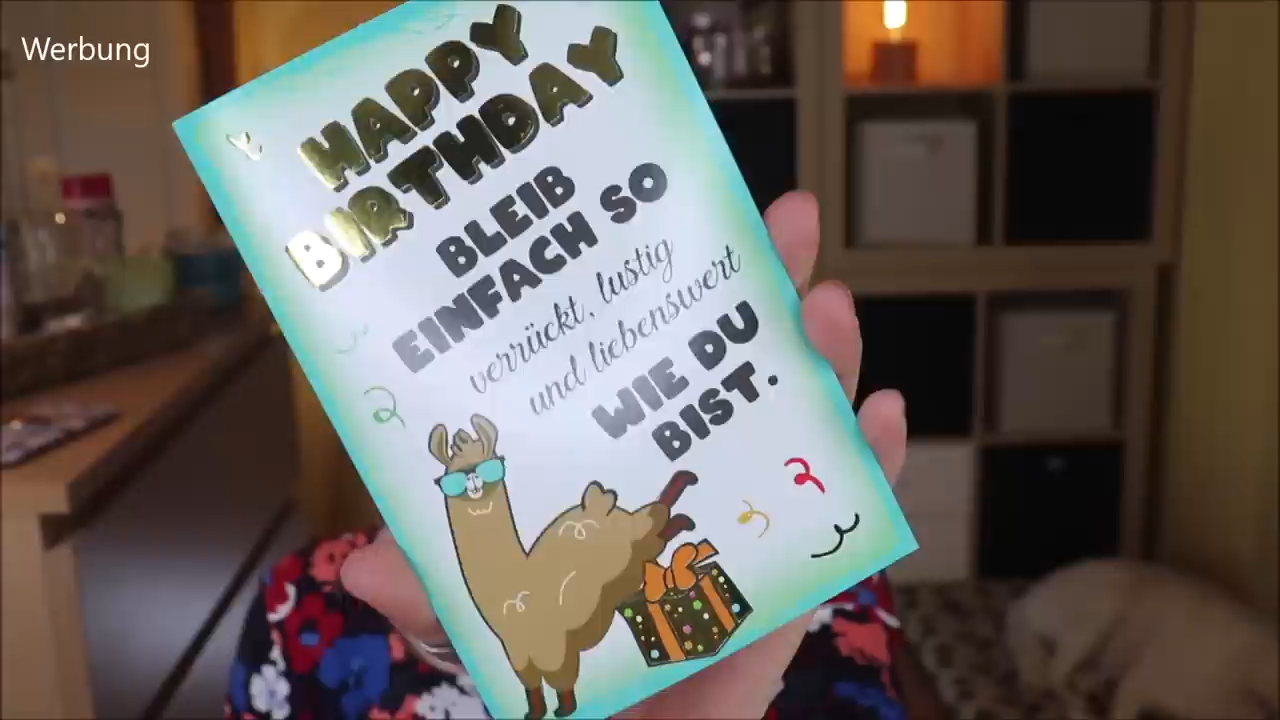 Werbung
HAPPY
BIRTHDAY
BLEIB
EINFACH SO
verrückt, lustig
und liebenswert
WIE DU
BIST.